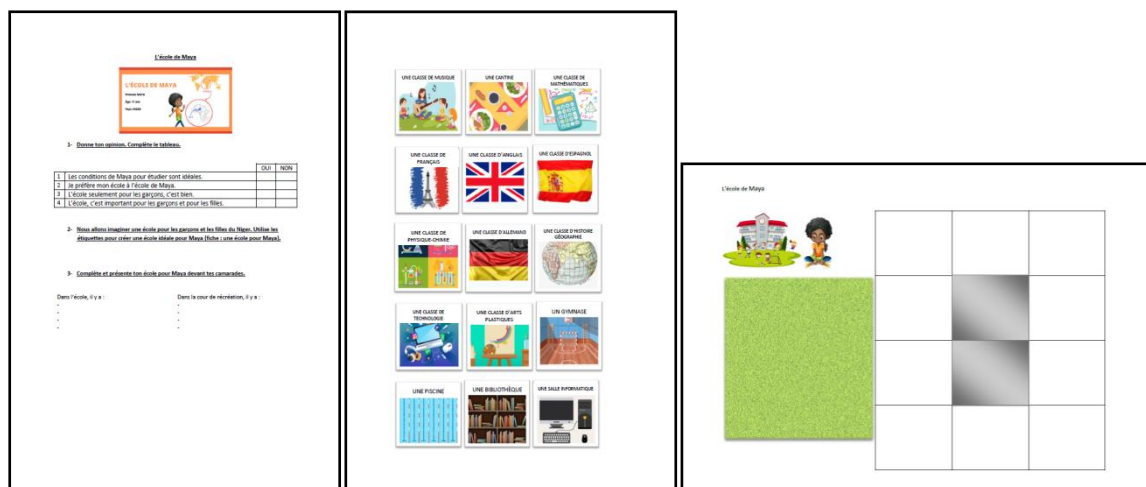 L'école de Maya
L'ÉCOLE DE MAYA
Prénom: MAYA
Age: 11 ans
Pays: NIGER
1- Donne ton opinion. Complète le tableau.
OUI NON
1 Les conditions de Maya pour étudier sont idéales.
2 Je préfère mon école à l'école de Maya.
3 L'école seulement pour les garçons, c'est bien.
4 L'école, c'est important pour les garçons et pour les filles.
2- Nous allons imaginer une école pour les garçons et les filles du Niger. Utilise les
étiquettes pour créer une école idéale pour Maya (fiche : une école pour Maya).
3- Complète et présente ton école pour Maya devant tes camarades.
Dans l'école, il y a :
-
-
-
-
Dans la cour de récréation, il y a :
-
-
-
-
UNE CLASSE DE MUSIQUE
UNE CANTINE
UNE CLASSE DE
MATHÉMATIQUES
UNE CLASSE DE
FRANÇAIS
UNE CLASSE D'ANGLAIS
UNE CLASSE D'ESPAGNOL
UNE CLASSE DE
PHYSIQUE-CHIMIE
UNE CLASSE D'ALLEMAND
UNE CLASSE D'HISTOIRE
GÉOGRAPHIE
UNE CLASSE DE
TECHNOLOGIE
UNE CLASSE D'ARTS
PLASTIQUES
UN GYMNASE
UNE PISCINE
UNE BIBLIOTHÈQUE
UNE SALLE INFORMATIQUE
L'école de Maya